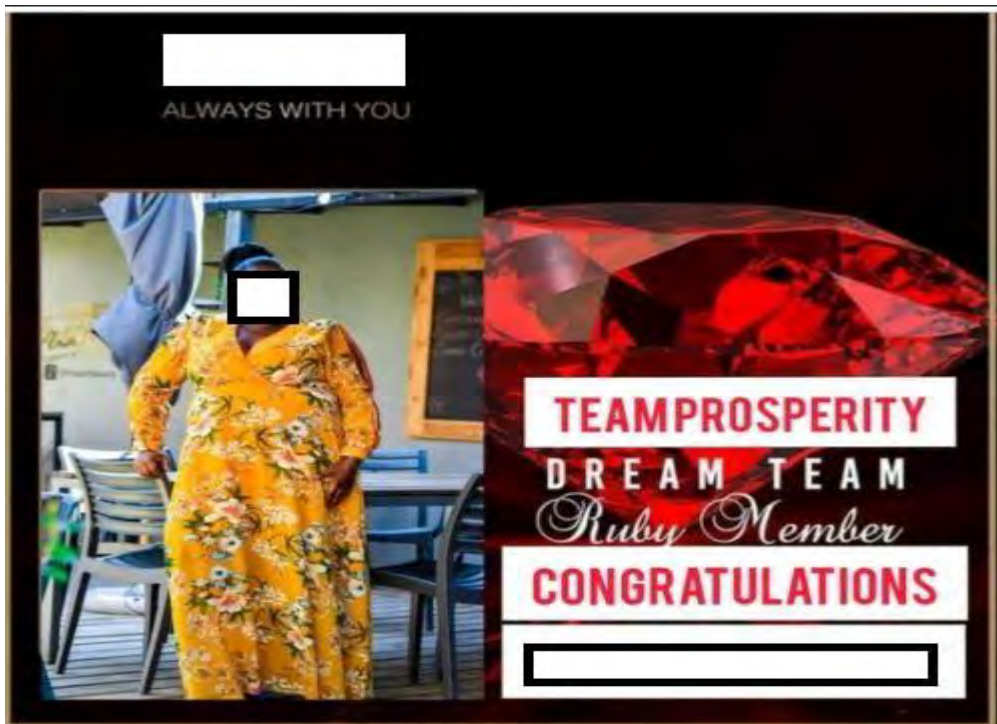 ALWAYS WITH YOU
TEAMPROSPERITY
DREAM TEAM
Ruby Member
CONGRATULATIONS